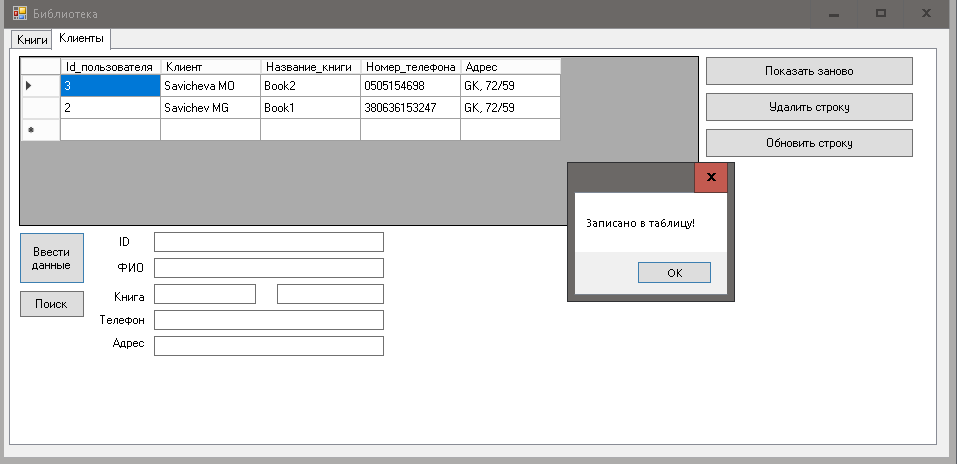 Библиотека
Книги Клиенты
Id_пользователя Клиент Название_книги Номер_телефона Адрес
3 Savicheva MO Book2 0505154698 GK, 72/59
2 Savichev MG Book1 380636153247 GK, 72/59
Показать заново
Удалить строку
Обновить строку
X
Записано в таблицу!
OK
Ввести
данные
Поиск
ID
ФИО
Книга
Телефон
Адрес